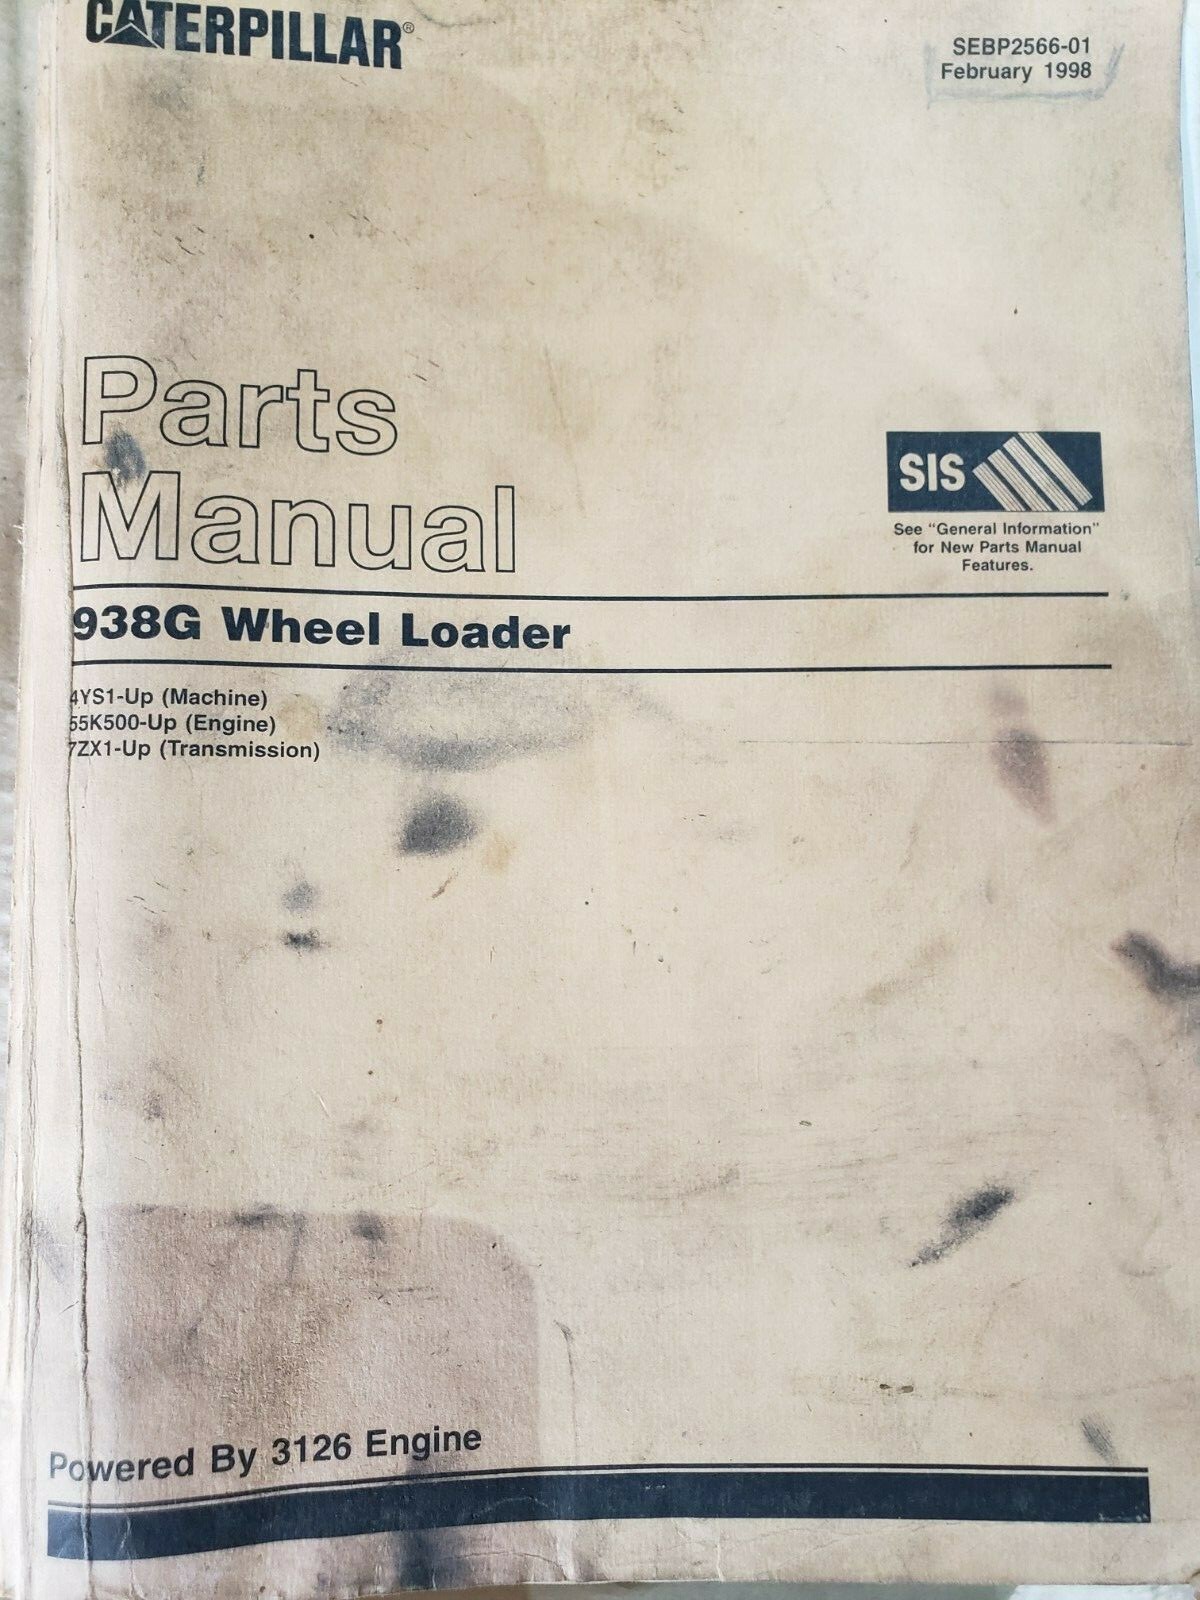 CATERPILLAR®
SEBP2566-01
February 1998
Parts
Manual
SIS
See "General Information"
for New Parts Manual
Features.
938G Wheel Loader
4YS1-Up (Machine)
55K500-Up (Engine)
7ZX1-Up (Transmission)
Powered By 3126 Engine